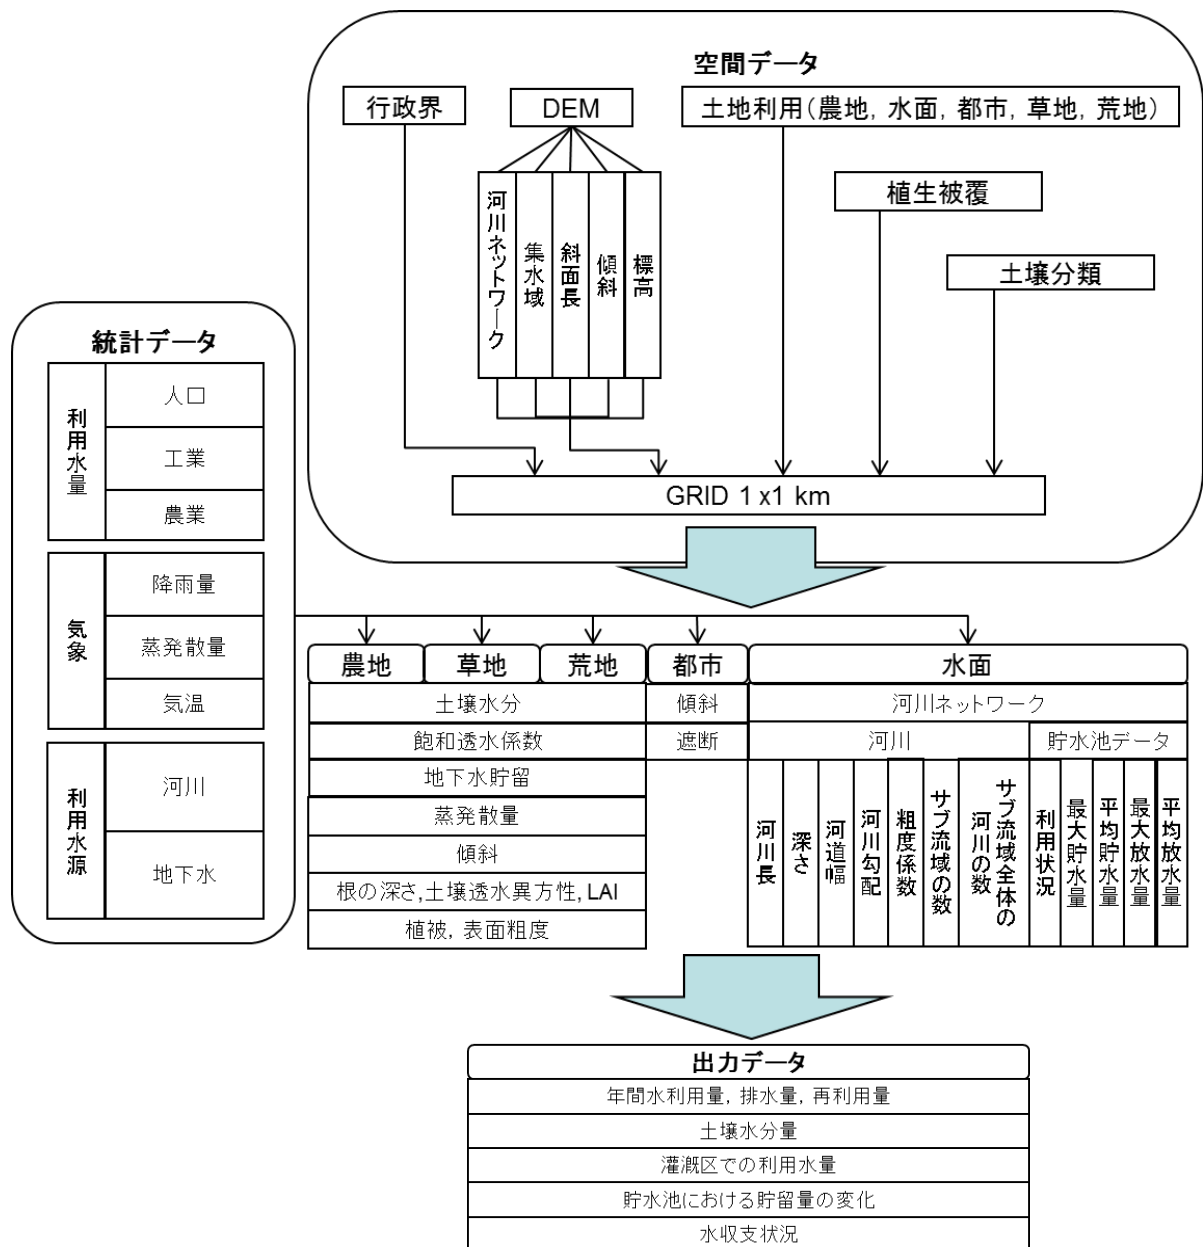 空間データ
行政界
DEM
土地利用(農地, 水面, 都市, 草地, 荒地)
植生被覆
土壌分類
河川ネットワーク
集水域
斜面長
傾斜
標高
GRID 1 x1 km
統計データ
利用水量
人口
工業
農業
気象
降雨量
蒸発散量
気温
利用水源
河川
地下水
農地
草地
荒地
都市
水面
土壌水分
傾斜
河川ネットワーク
飽和透水係数
遮断
河川
貯水池データ
地下水貯留
蒸発散量
傾斜
根の深さ,土壌透水異方性, LAI
植被, 表面粗度
河川長
深さ
河道幅
河川勾配
粗度係数
サブ流域の数
サブ流域全体の
河川の数
利用状況
最大貯水量
平均貯水量
最大放水量
平均放水量
出力データ
年間水利用量, 排水量, 再利用量
土壌水分量
灌漑区での利用水量
貯水池における貯留量の変化
水収支状況